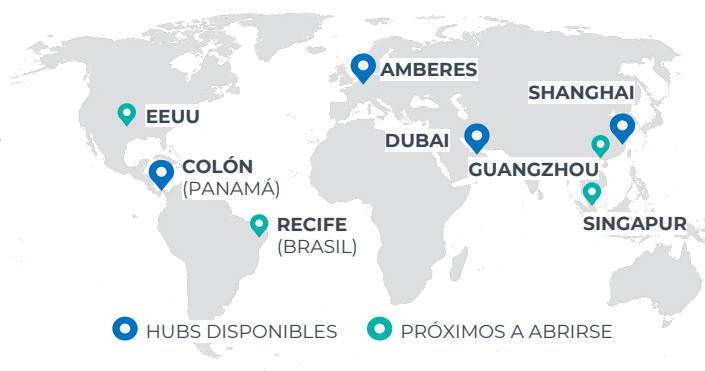 AMBERES
SHANGHAI
EEUU
DUBAI
GUANGZHOU
COLÓN
(PANAMÁ)
RECIFE
(BRASIL)
SINGAPUR
HUBS DISPONIBLES
PRÓXIMOS A ABRIRSE